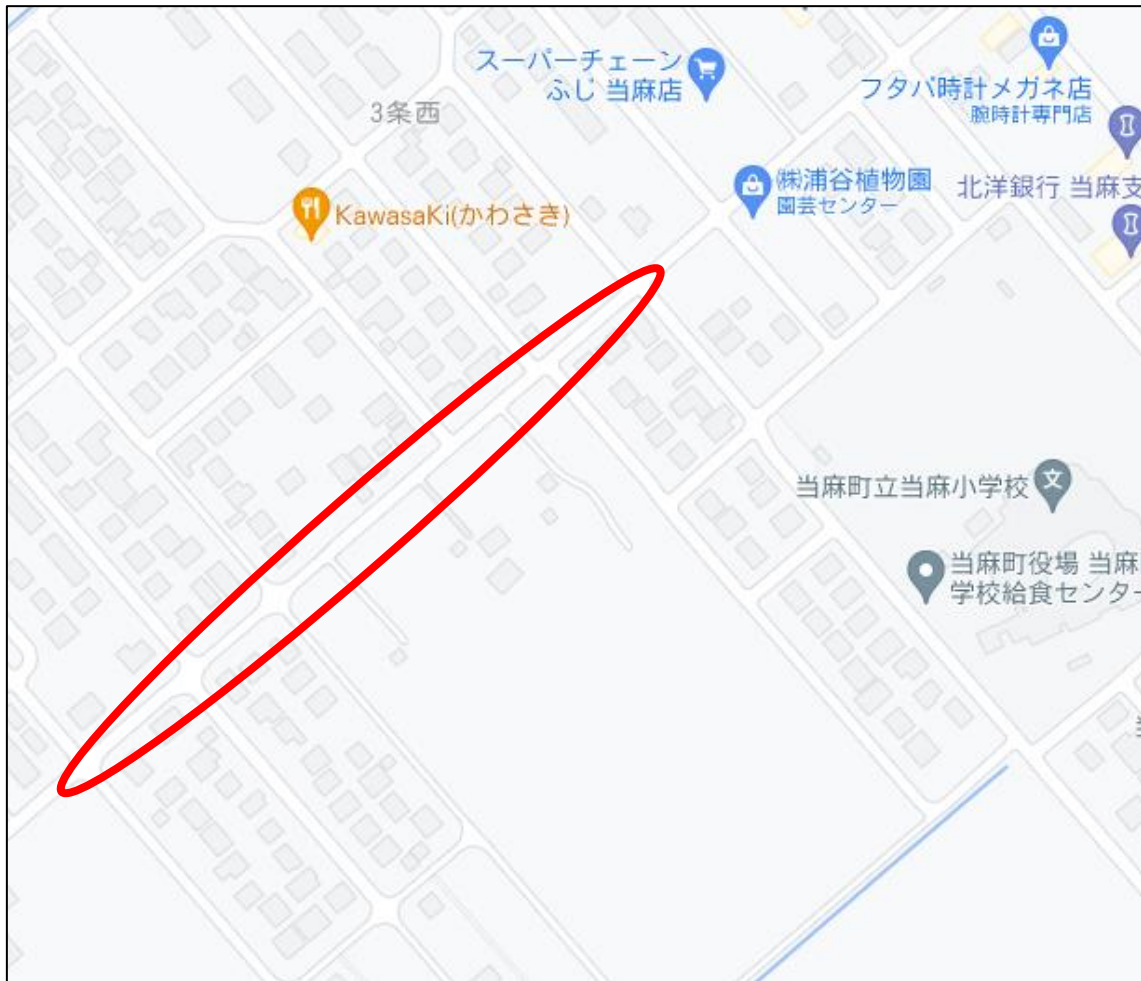 スーパーチェーン
ふじ 当麻店
フタバ時計メガネ店
腕時計専門店
3条西
㈱浦谷植物園
園芸センター
北洋銀行 当麻支
KawasaKi(かわさき)
当麻町立当麻小学校
文
当麻町役場 当麻
学校給食センター